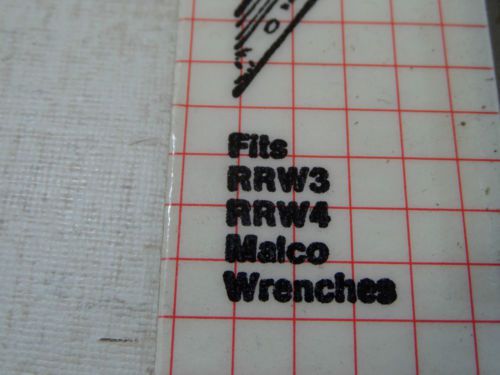 Fits
RRW3
RRW4
Malco
Wrenches